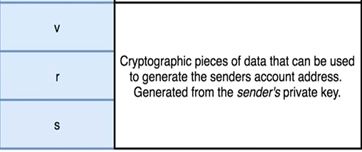 v
r
s
Cryptographic pieces of data that can be used
to generate the senders account address.
Generated from the sender's private key.